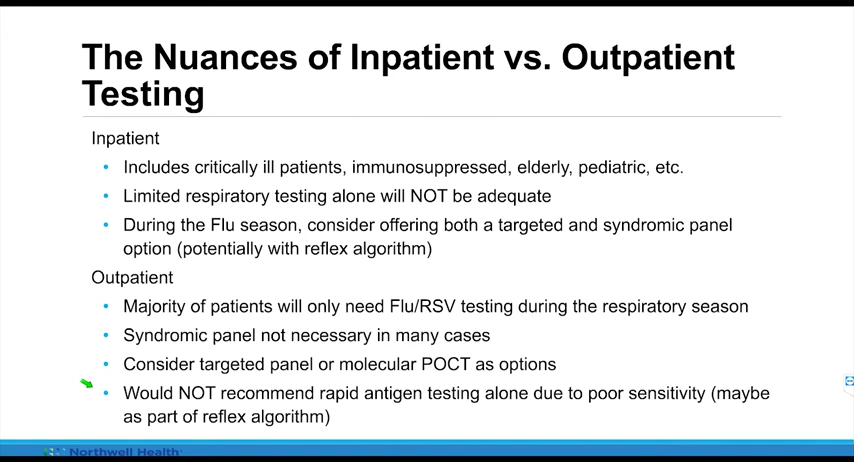 The Nuances of Inpatient vs. Outpatient
Testing
Inpatient
• Includes critically ill patients, immunosuppressed, elderly, pediatric, etc.
• Limited respiratory testing alone will NOT be adequate
• During the Flu season, consider offering both a targeted and syndromic panel
option (potentially with reflex algorithm)
Outpatient
• Majority of patients will only need Flu/RSV testing during the respiratory season
• Syndromic panel not necessary in many cases
• Consider targeted panel or molecular POCT as options
• Would NOT recommend rapid antigen testing alone due to poor sensitivity (maybe
as part of reflex algorithm)
Northwell Health